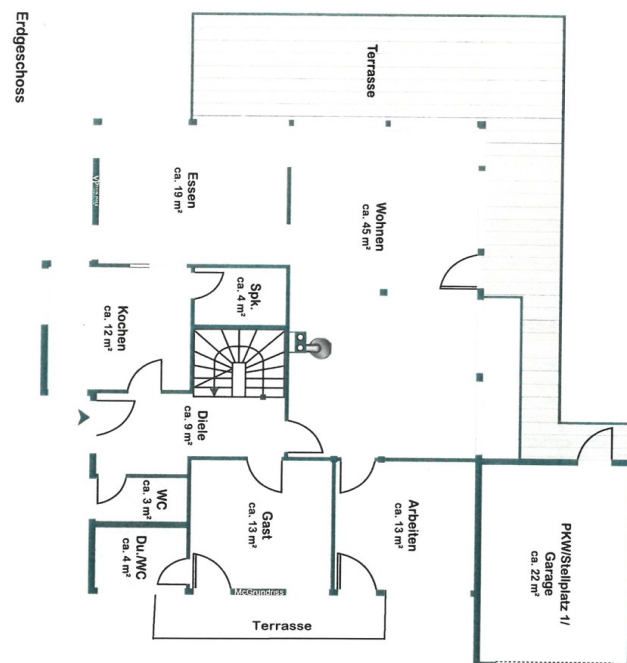 Erdgeschoss
Terrasse
Essen
ca. 19 m²
Wohnen
ca. 45 m²
Spk.
ca. 4 m²
Kochen
ca. 12 m²
Diele
ca. 9 m²
WC
ca. 3 m²
Du./WC
ca. 4 m²
Gast
ca. 13 m²
Arbeiten
ca. 13 m²
PKW/Stellplatz 1/
Garage
ca. 22 m²
McGrundriss
Terrasse